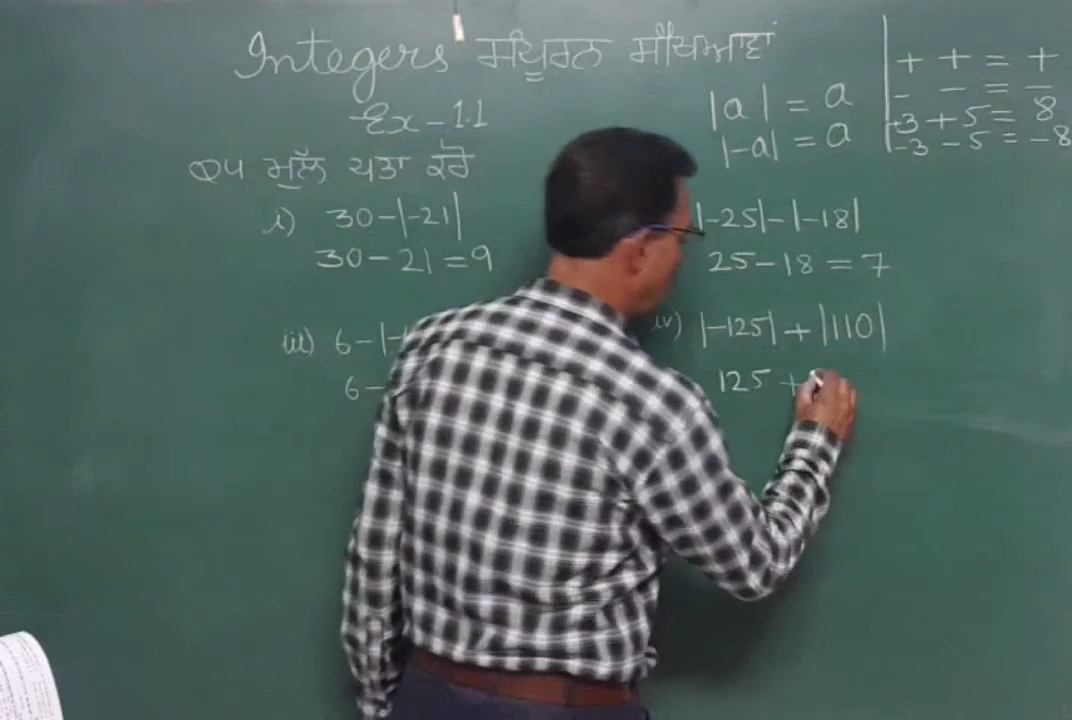 Integers ਸੰਪੂਰਨ ਸੰਖਿਆਵਾਂ
Ex - 1.1
|a| = a
|-a| = a
+ + = +
- - = -
+3 + 5 = 8
-3 - 5 = -8
Q5 ਮੁੱਲ ਪਤਾ ਕਰੋ
i) 30 - |-21|
30 - 21 = 9
|-25| - |-18|
25 - 18 = 7
iii) 6 - |-
6 -
iv) |-125| + |110|
125 +